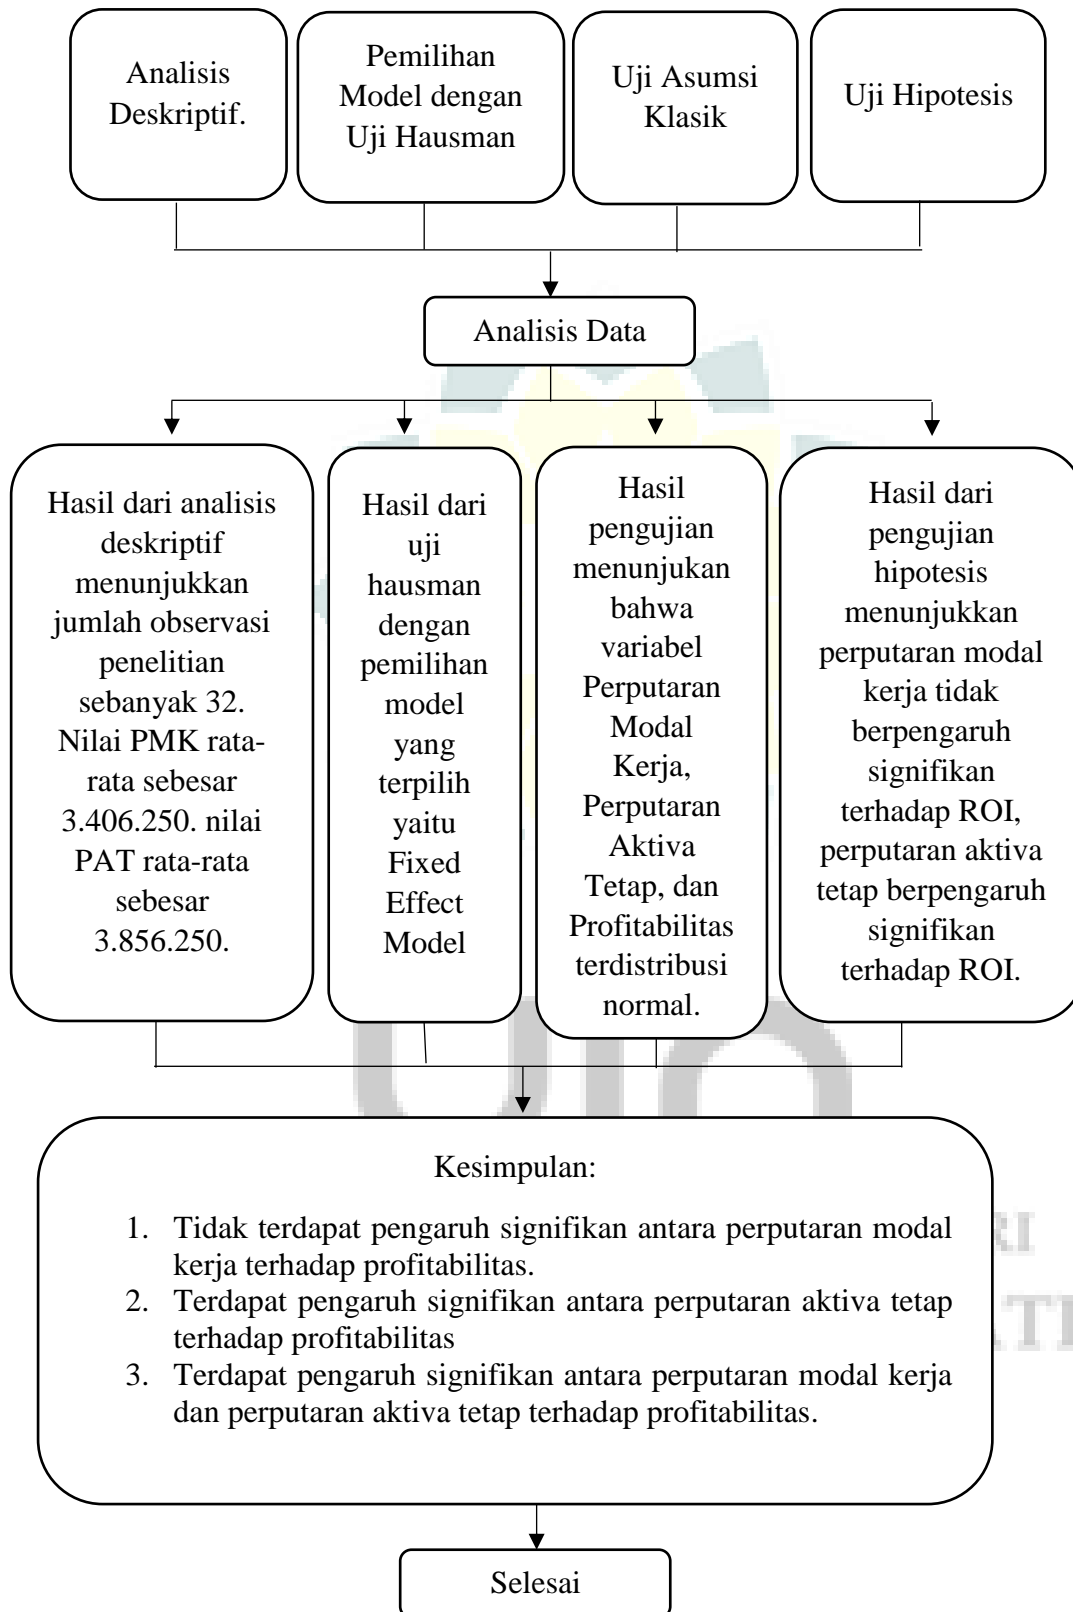 Analisis
Deskriptif.
Pemilihan
Model dengan
Uji Hausman
Uji Asumsi
Klasik
Uji Hipotesis
Analisis Data
Hasil dari analisis
deskriptif
menunjukkan
jumlah observasi
penelitian
sebanyak 32.
Nilai PMK rata-
rata sebesar
3.406.250. nilai
PAT rata-rata
sebesar
3.856.250.
Hasil dari
uji
hausman
dengan
pemilihan
model
yang
terpilih
yaitu
Fixed
Effect
Model
Hasil
pengujian
menunjukan
bahwa
variabel
Perputaran
Modal
Kerja,
Perputaran
Aktiva
Tetap, dan
Profitabilitas
terdistribusi
normal.
Hasil dari
pengujian
hipotesis
menunjukkan
perputaran modal
kerja tidak
berpengaruh
signifikan
terhadap ROI,
perputaran aktiva
tetap berpengaruh
signifikan
terhadap ROI.
Kesimpulan:
1. Tidak terdapat pengaruh signifikan antara perputaran modal
kerja terhadap profitabilitas.
2. Terdapat pengaruh signifikan antara perputaran aktiva tetap
terhadap profitabilitas
3. Terdapat pengaruh signifikan antara perputaran modal kerja
dan perputaran aktiva tetap terhadap profitabilitas.
Selesai